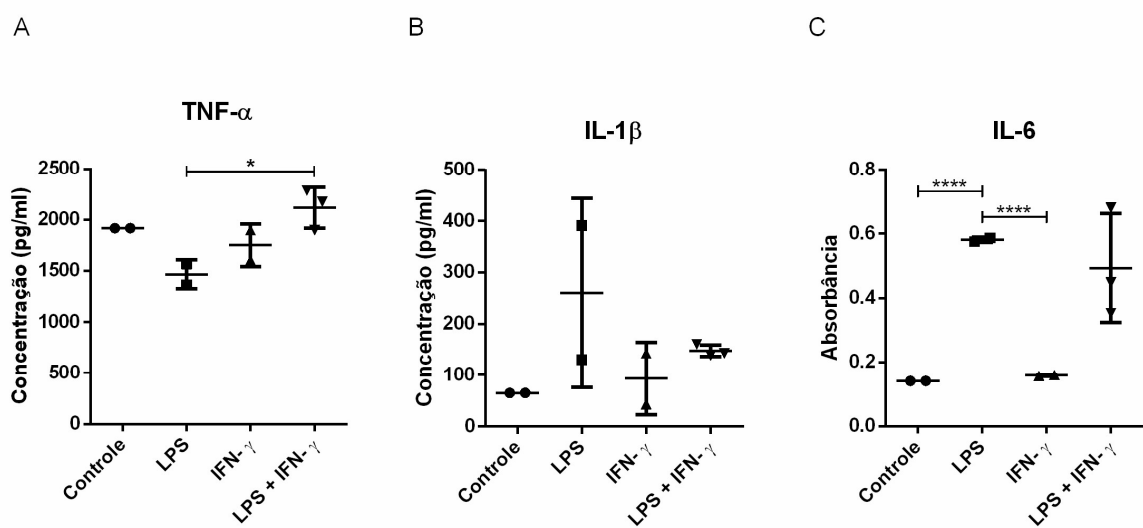 A
TNF-α
Concentração (pg/ml)
2500
2000
1500
1000
500
0
*
Controle
LPS
IFN-γ
LPS + IFN-γ
B
IL-1β
Concentração (pg/ml)
500
400
300
200
100
0
Controle
LPS
IFN-γ
LPS + IFN-γ
C
IL-6
Absorbância
0.8
0.6
0.4
0.2
0.0
****
****
Controle
LPS
IFN-γ
LPS + IFN-γ